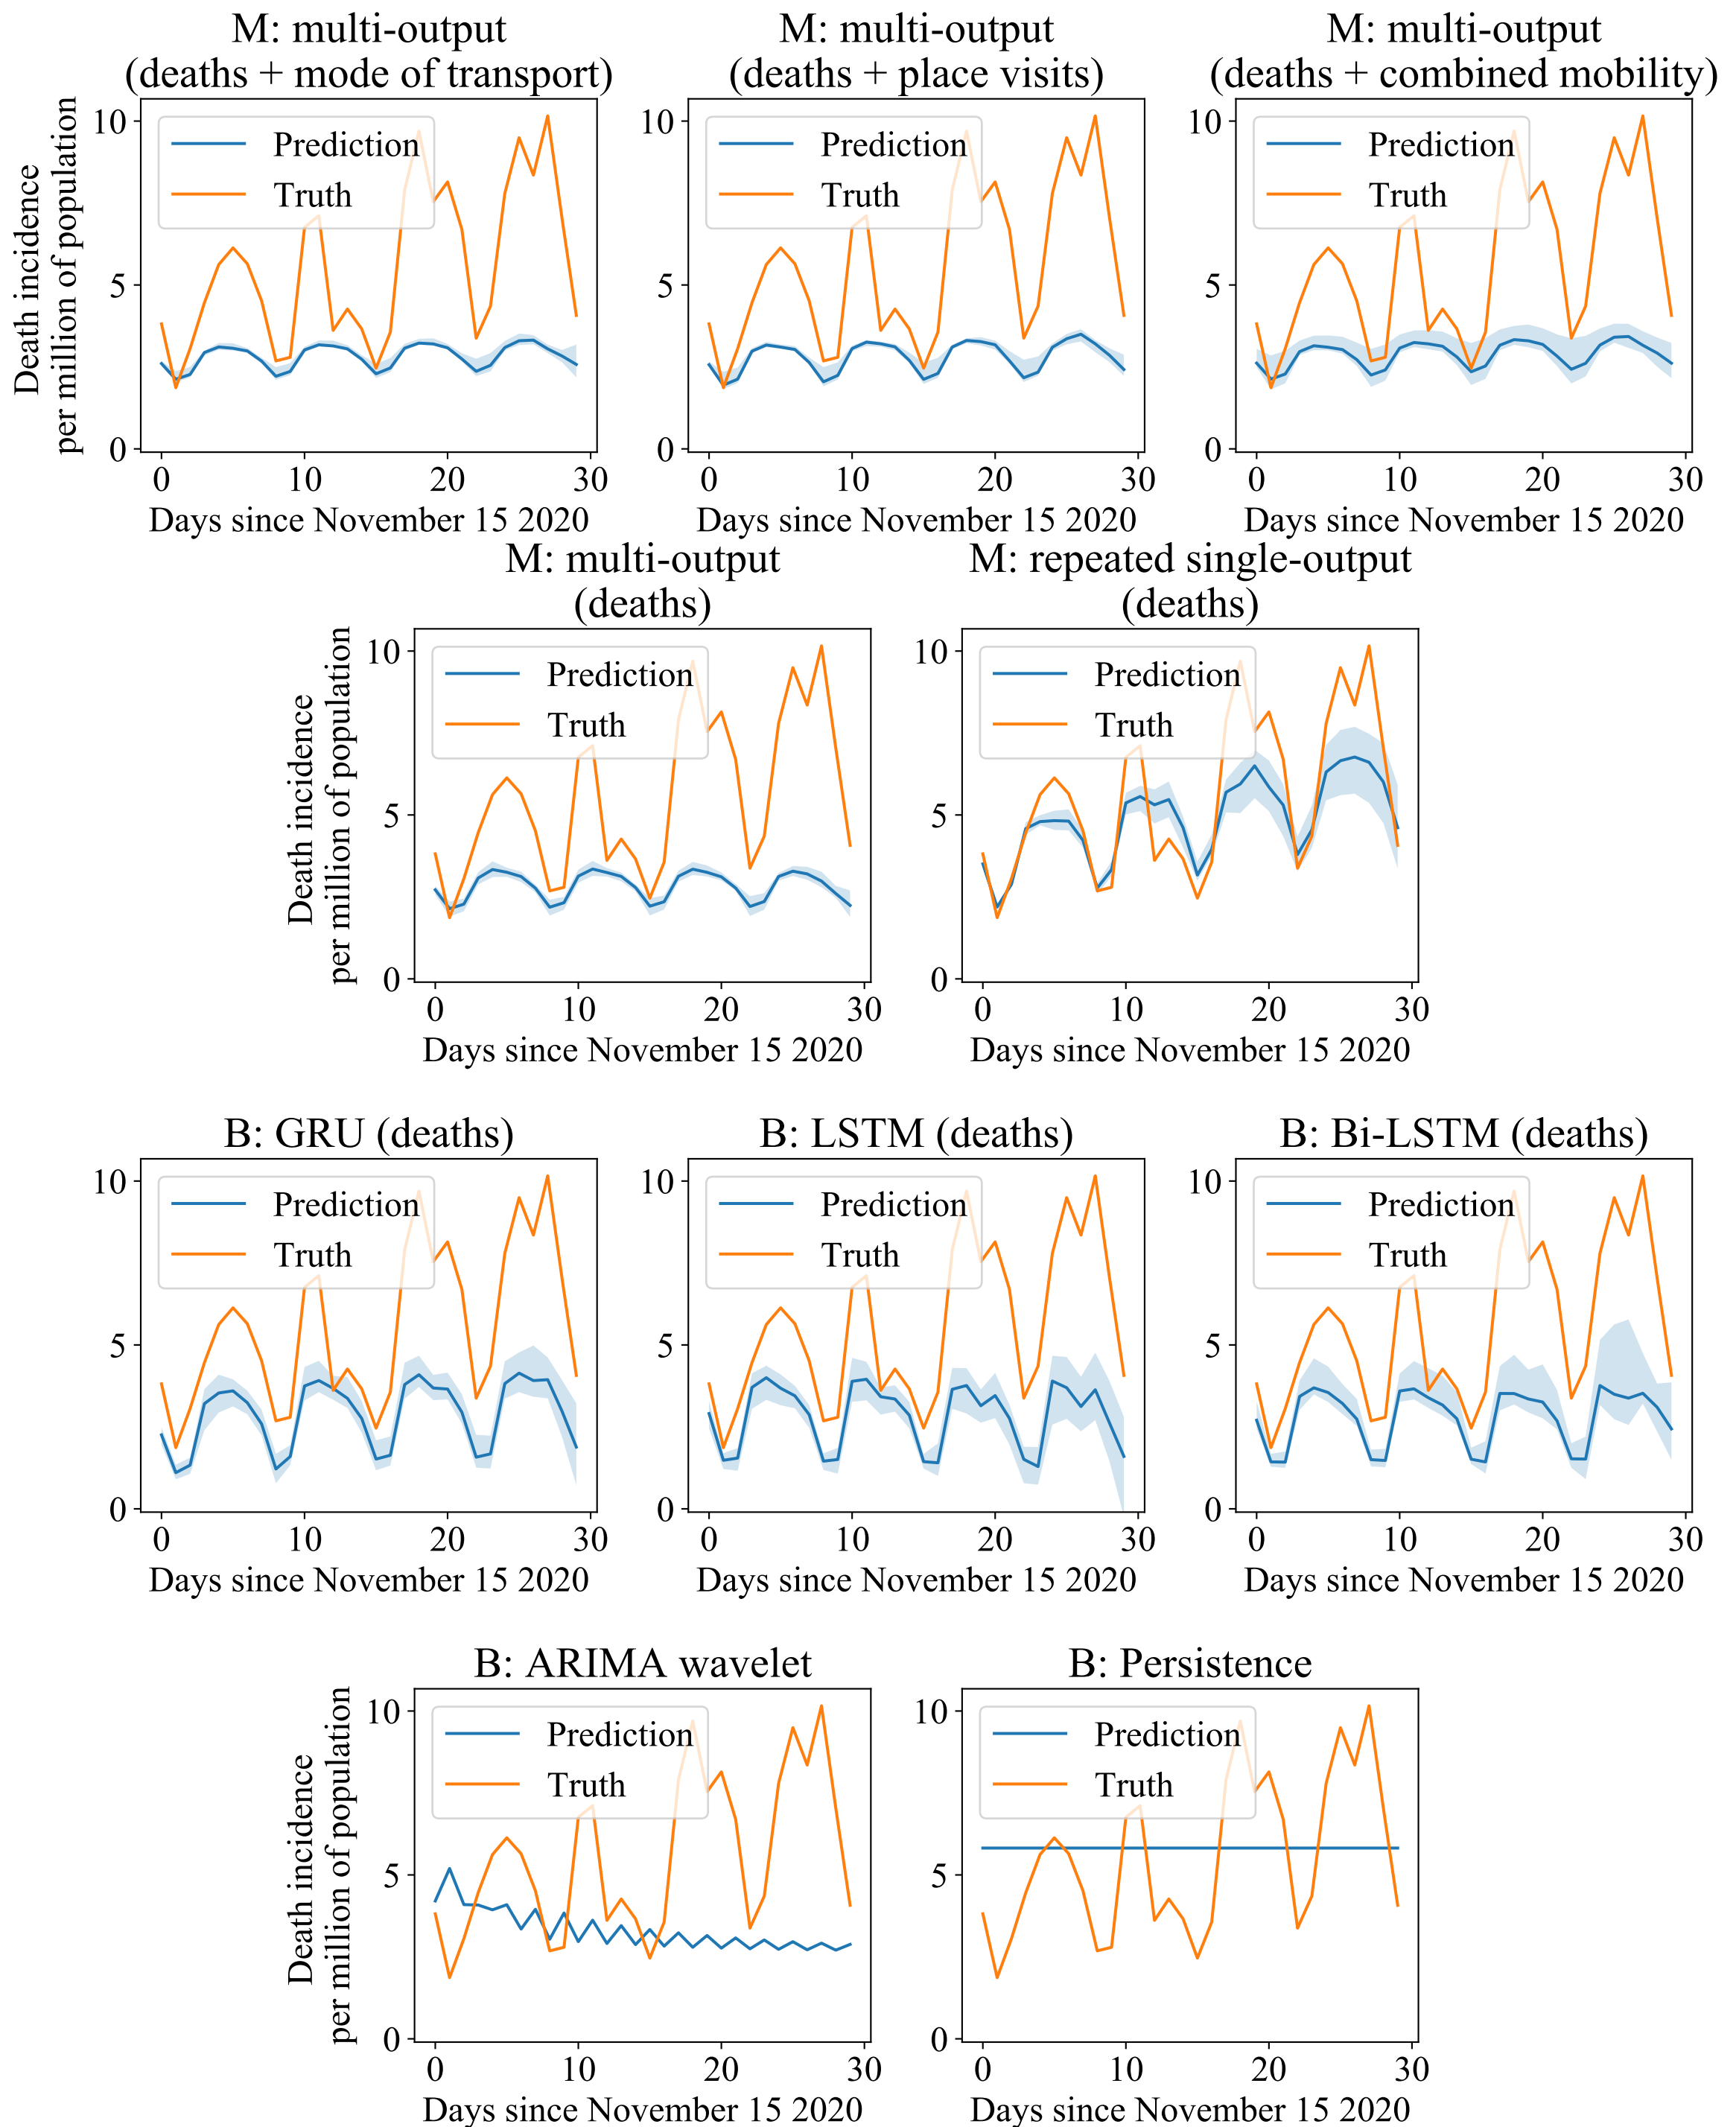 M: multi-output
(deaths + mode of transport)
Death incidence
per million of population
10
5
0
Prediction
Truth
0 10 20 30
Days since November 15 2020
M: multi-output
(deaths + place visits)
10
5
0
Prediction
Truth
0 10 20 30
Days since November 15 2020
M: multi-output
(deaths + combined mobility)
10
5
0
Prediction
Truth
0 10 20 30
Days since November 15 2020
M: multi-output
(deaths)
Death incidence
per million of population
10
5
0
Prediction
Truth
0 10 20 30
Days since November 15 2020
M: repeated single-output
(deaths)
10
5
0
Prediction
Truth
0 10 20 30
Days since November 15 2020
B: GRU (deaths)
10
5
0
Prediction
Truth
0 10 20 30
Days since November 15 2020
B: LSTM (deaths)
10
5
0
Prediction
Truth
0 10 20 30
Days since November 15 2020
B: Bi-LSTM (deaths)
10
5
0
Prediction
Truth
0 10 20 30
Days since November 15 2020
B: ARIMA wavelet
Death incidence
per million of population
10
5
0
Prediction
Truth
0 10 20 30
Days since November 15 2020
B: Persistence
10
5
0
Prediction
Truth
0 10 20 30
Days since November 15 2020